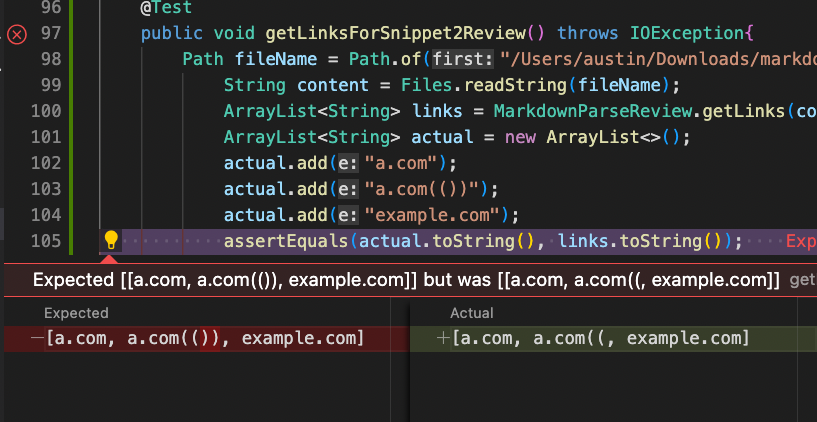 96 @Test
97 public void getLinksForSnippet2Review() throws IOException{
98 Path fileName = Path.of(first: "/Users/austin/Downloads/markdo
99 String content = Files.readString(fileName);
100 ArrayList<String> links = MarkdownParseReview.getLinks(co
101 ArrayList<String> actual = new ArrayList<>();
102 actual.add(e: "a.com");
103 actual.add(e: "a.com(())");
104 actual.add(e: "example.com");
105 assertEquals(actual.toString(), links.toString()); Exp
Expected [[a.com, a.com(()), example.com]] but was [[a.com, a.com((, example.com]] get
Expected Actual
−[a.com, a.com(()), example.com] +[a.com, a.com((, example.com]